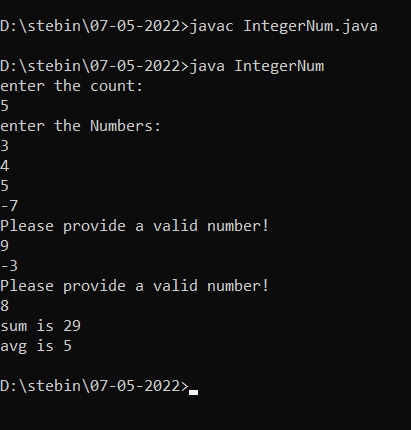 D:\stebin\07-05-2022>javac IntegerNum.java
D:\stebin\07-05-2022>java IntegerNum
enter the count:
5
enter the Numbers:
3
4
5
-7
Please provide a valid number!
9
-3
Please provide a valid number!
8
sum is 29
avg is 5
D:\stebin\07-05-2022>